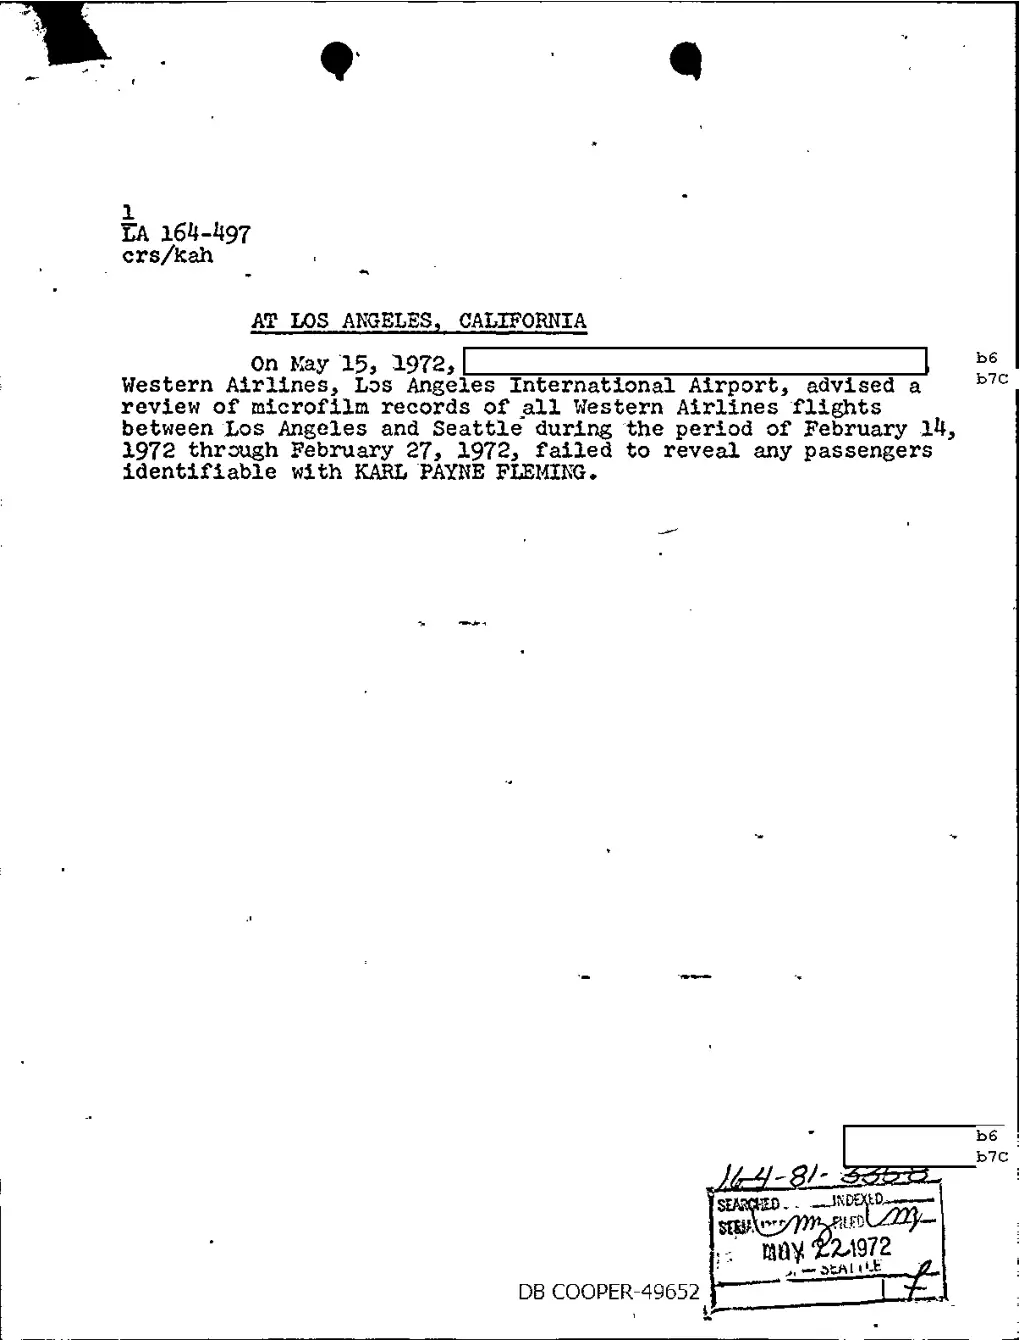 1
LA 164-497
crs/kah
AT LOS ANGELES, CALIFORNIA
On May 15, 1972,
b6
b7C
Western Airlines, Los Angeles International Airport, advised a
review of microfilm records of all Western Airlines flights
between Los Angeles and Seattle during the period of February 14,
1972 through February 27, 1972, failed to reveal any passengers
identifiable with KARL PAYNE FLEMING.
b6
b7C
164-81-
SEARCHED INDEXED
FILED
MAY 22 1972
SEATTLE
DB COOPER-49652